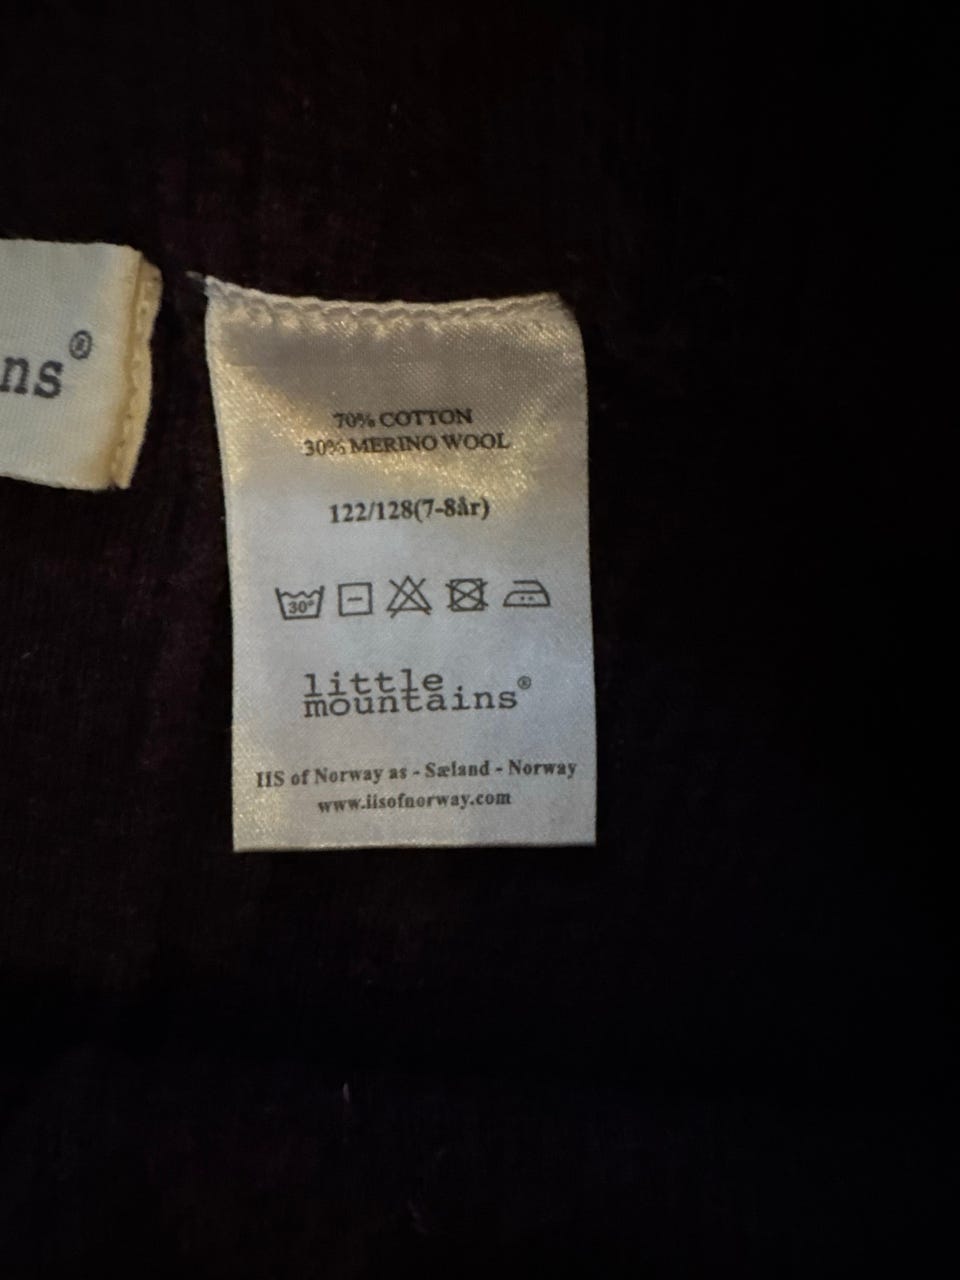 ns®
70% COTTON
30% MERINO WOOL
122/128(7-8år)
30°
little
mountains®
IIS of Norway as - Sæland - Norway
www.iisofnorway.com